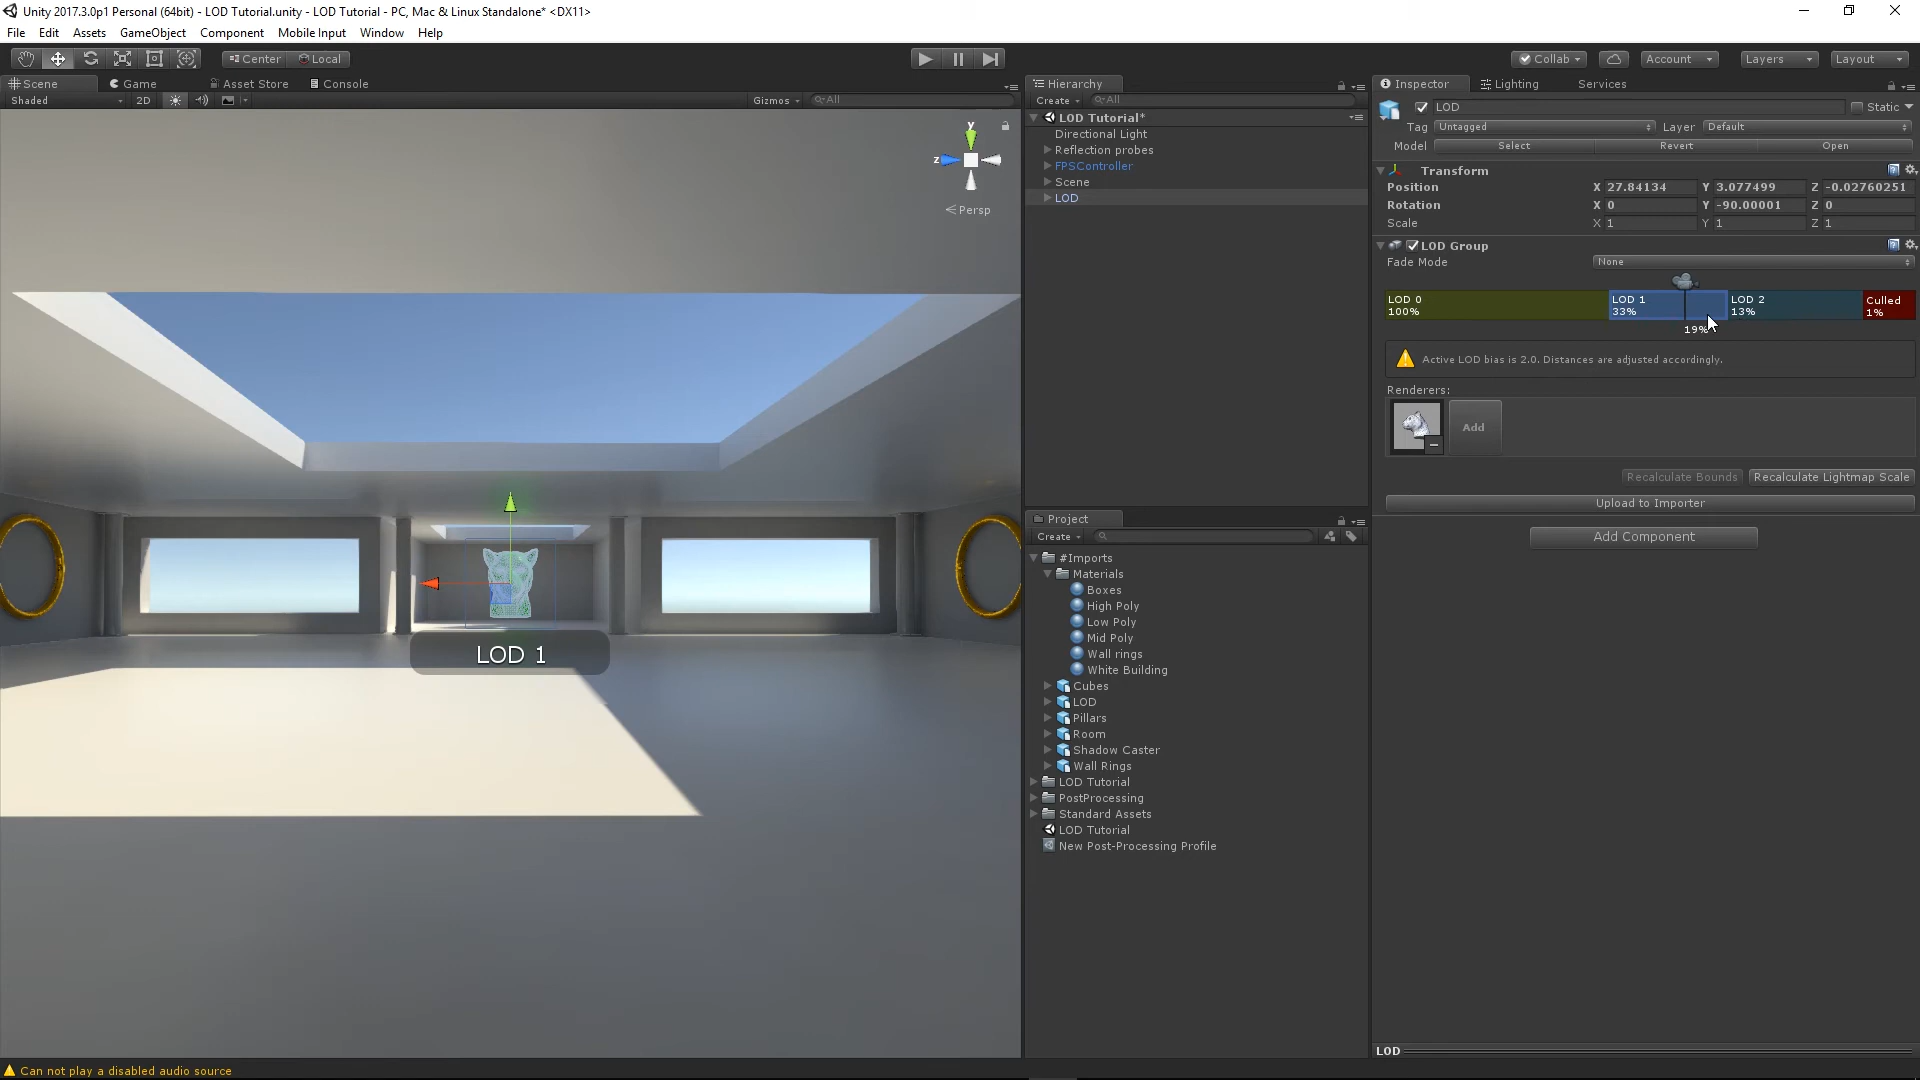 Unity 2017.3.0p1 Personal (64bit) - LOD Tutorial.unity - LOD Tutorial - PC, Mac & Linux Standalone* <DX11>
File Edit Assets GameObject Component Mobile Input Window Help
Center Local Collab Account Layers Layout
Scene Game Asset Store Console
Shaded 2D Gizmos All
y
z
Persp
LOD 1
Hierarchy
Create All
LOD Tutorial*
Directional Light
Reflection probes
FPSController
Scene
LOD
Project
Create
#Imports
Materials
Boxes
High Poly
Low Poly
Mid Poly
Wall rings
White Building
Cubes
LOD
Pillars
Room
Shadow Caster
Wall Rings
LOD Tutorial
PostProcessing
Standard Assets
LOD Tutorial
New Post-Processing Profile
Inspector Lighting Services
LOD Static
Tag Untagged Layer Default
Model Select Revert Open
Transform
Position X 27.84134 Y 3.077499 Z -0.02760251
Rotation X 0 Y -90.00001 Z 0
Scale X 1 Y 1 Z 1
LOD Group
Fade Mode None
LOD 0 LOD 1 LOD 2 Culled
100% 33% 13% 1%
19%
Active LOD bias is 2.0. Distances are adjusted accordingly.
Renderers:
Add
Recalculate Bounds Recalculate Lightmap Scale
Upload to Importer
Add Component
LOD
Can not play a disabled audio source